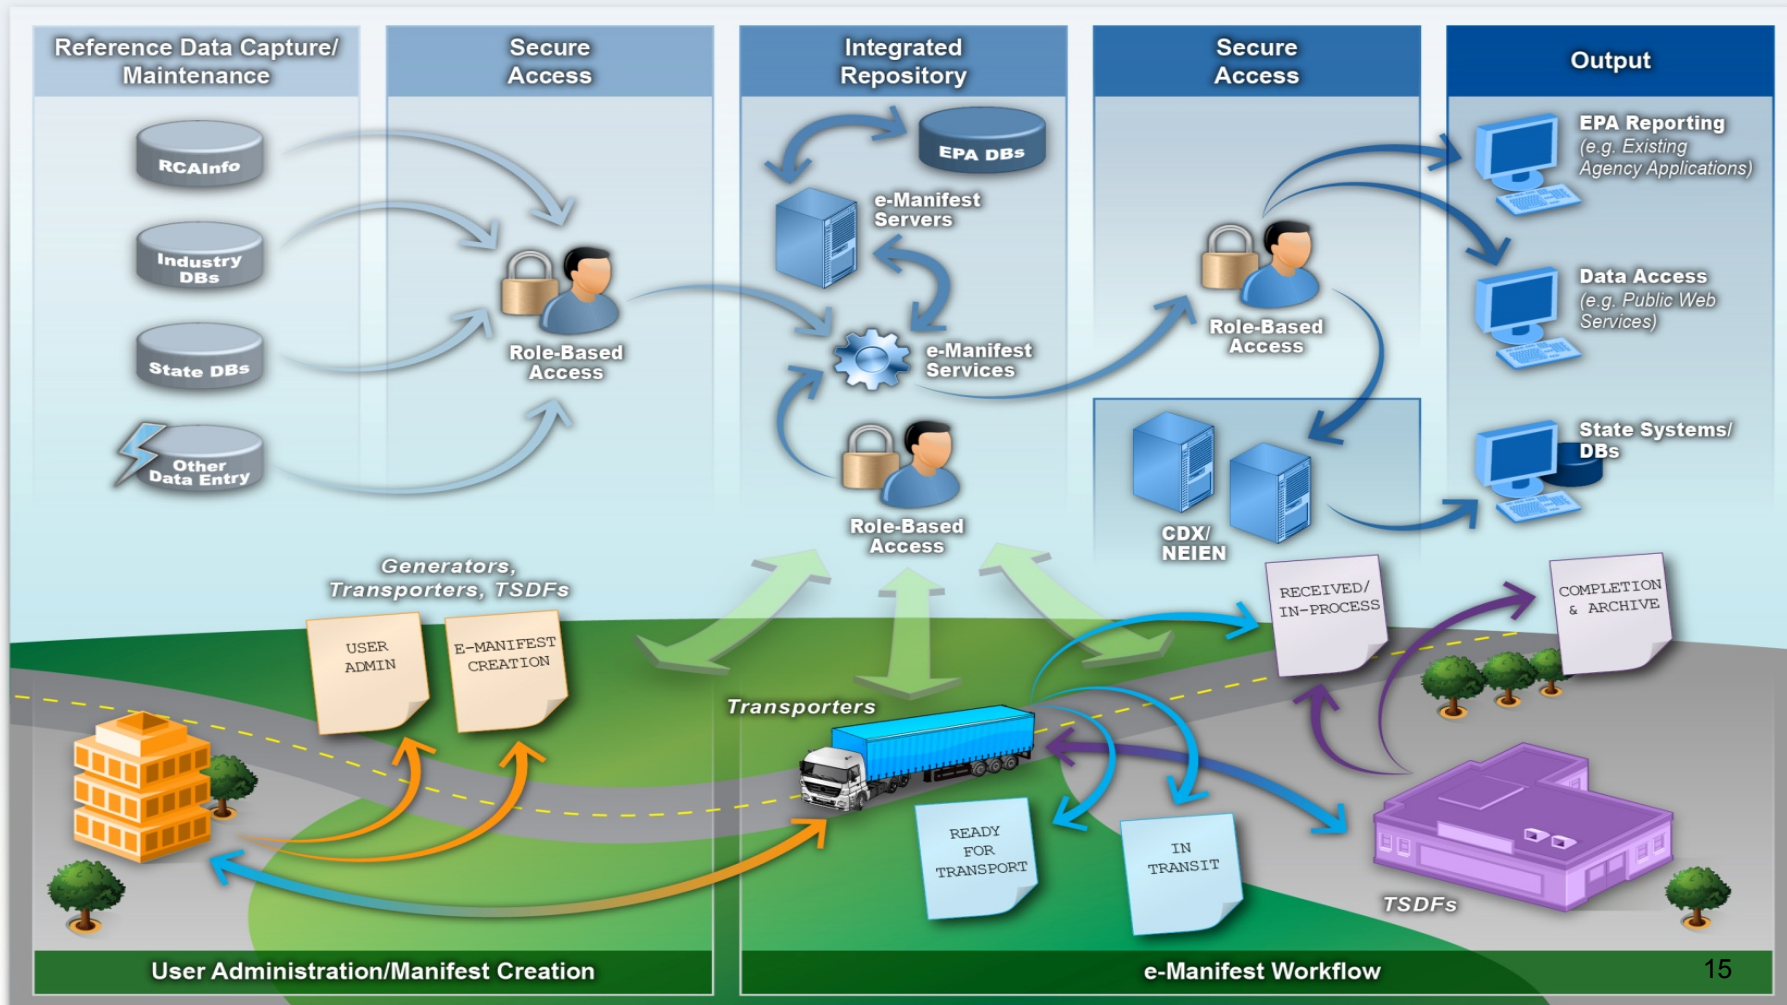 Reference Data Capture/
Maintenance
Secure
Access
Integrated
Repository
Secure
Access
Output
RCAInfo
Industry
DBs
State DBs
Other
Data Entry
Role-Based
Access
EPA DBs
e-Manifest
Servers
e-Manifest
Services
Role-Based
Access
Role-Based
Access
CDX/
NEIEN
EPA Reporting
(e.g. Existing
Agency Applications)
Data Access
(e.g. Public Web
Services)
State Systems/
DBs
Generators,
Transporters, TSDFs
USER
ADMIN
E-MANIFEST
CREATION
Transporters
READY
FOR
TRANSPORT
IN
TRANSIT
RECEIVED/
IN-PROCESS
COMPLETION
& ARCHIVE
TSDFs
User Administration/Manifest Creation
e-Manifest Workflow
15